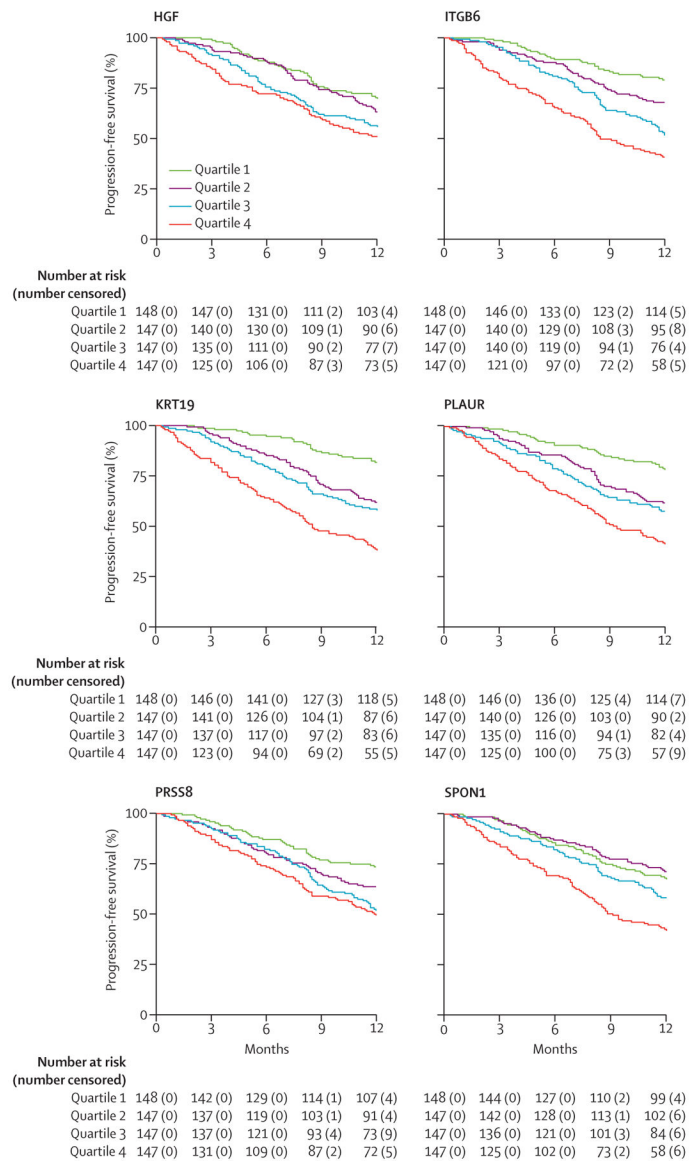 HGF
ITGB6
Progression-free survival (%)
100
75
50
25
0
Quartile 1
Quartile 2
Quartile 3
Quartile 4
0 3 6 9 12
0 3 6 9 12
Number at risk
(number censored)
Quartile 1 148 (0) 147 (0) 131 (0) 111 (2) 103 (4) 148 (0) 146 (0) 133 (0) 123 (2) 114 (5)
Quartile 2 147 (0) 140 (0) 130 (0) 109 (1) 90 (6) 147 (0) 140 (0) 129 (0) 108 (3) 95 (8)
Quartile 3 147 (0) 135 (0) 111 (0) 90 (2) 77 (7) 147 (0) 140 (0) 119 (0) 94 (1) 76 (4)
Quartile 4 147 (0) 125 (0) 106 (0) 87 (3) 73 (5) 147 (0) 121 (0) 97 (0) 72 (2) 58 (5)
KRT19
PLAUR
Progression-free survival (%)
100
75
50
25
0
0 3 6 9 12
0 3 6 9 12
Number at risk
(number censored)
Quartile 1 148 (0) 146 (0) 141 (0) 127 (3) 118 (5) 148 (0) 146 (0) 136 (0) 125 (4) 114 (7)
Quartile 2 147 (0) 141 (0) 126 (0) 104 (1) 87 (6) 147 (0) 140 (0) 126 (0) 103 (0) 90 (2)
Quartile 3 147 (0) 137 (0) 117 (0) 97 (2) 83 (6) 147 (0) 135 (0) 116 (0) 94 (1) 82 (4)
Quartile 4 147 (0) 123 (0) 94 (0) 69 (2) 55 (5) 147 (0) 125 (0) 100 (0) 75 (3) 57 (9)
PRSS8
SPON1
Progression-free survival (%)
100
75
50
25
0
0 3 6 9 12
0 3 6 9 12
Months
Months
Number at risk
(number censored)
Quartile 1 148 (0) 142 (0) 129 (0) 114 (1) 107 (4) 148 (0) 144 (0) 127 (0) 110 (2) 99 (4)
Quartile 2 147 (0) 137 (0) 119 (0) 103 (1) 91 (4) 147 (0) 142 (0) 128 (0) 113 (1) 102 (6)
Quartile 3 147 (0) 137 (0) 121 (0) 93 (4) 73 (9) 147 (0) 136 (0) 121 (0) 101 (3) 84 (6)
Quartile 4 147 (0) 131 (0) 109 (0) 87 (2) 72 (5) 147 (0) 125 (0) 102 (0) 73 (2) 58 (6)